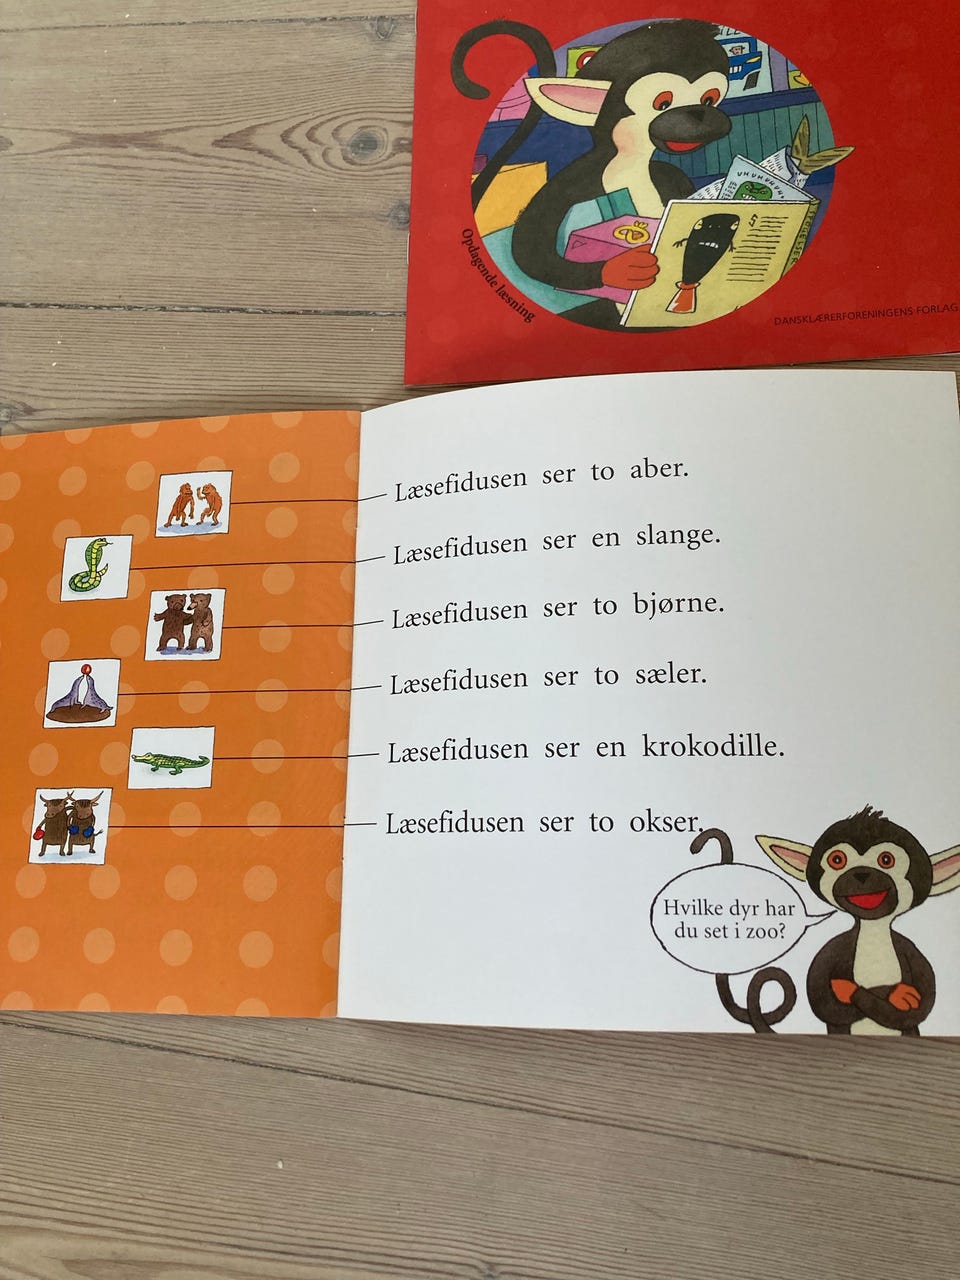 Opdagende læsning
DANSKLÆRERFORENINGENS FORLAG
Læsefidusen ser to aber.
Læsefidusen ser en slange.
Læsefidusen ser to bjørne.
Læsefidusen ser to sæler.
Læsefidusen ser en krokodille.
Læsefidusen ser to okser.
Hvilke dyr har
du set i zoo?